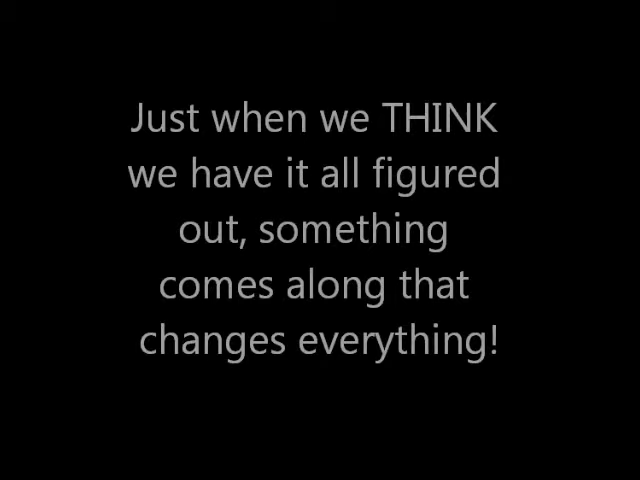 Just when we THINK
we have it all figured
out, something
comes along that
changes everything!